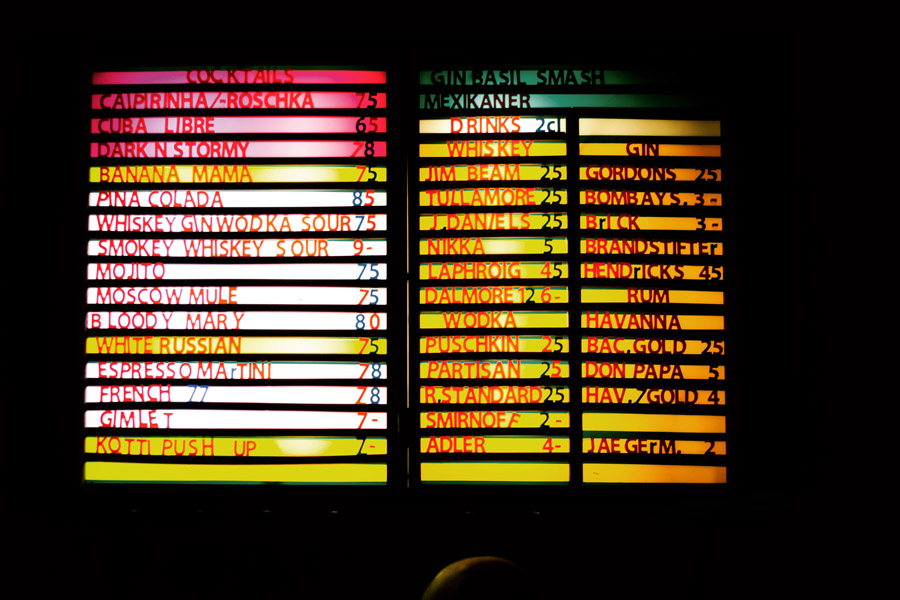 COCKTAILS
CAIPIRINHA/-ROSCHKA 75
CUBA LIBRE 65
DARK N STORMY 78
BANANA MAMA 75
PINA COLADA 85
WHISKEY GINWODKA SOUR 75
SMOKEY WHISKEY SOUR 9-
MOJITO 75
MOSCOW MULE 75
BLOODY MARY 80
WHITE RUSSIAN 75
ESPRESSO MArTINI 78
FRENCH 77 78
GIMLET 7-
KOTTI PUSH UP 7-
GIN BASIL SMASH
MEXIKANER
DRINKS 2cl
WHISKEY
JIM BEAM 25
TULLAMORE 25
J.DANIELS 25
NIKKA 5
LAPHROIG 45
DALMORE 12 6-
WODKA
PUSCHKIN 25
PARTISAN 25
R.STANDARD 25
SMIRNOFF 2-
ADLER 4-
GIN
GORDONS 25
BOMBAY S. 3-
BrICK 3-
BRANDSTIFTEr
HENDrICKS 45
RUM
HAVANNA
BAC.GOLD 25
DON PAPA 5
HAV.7GOLD 4
JAEGErM. 2